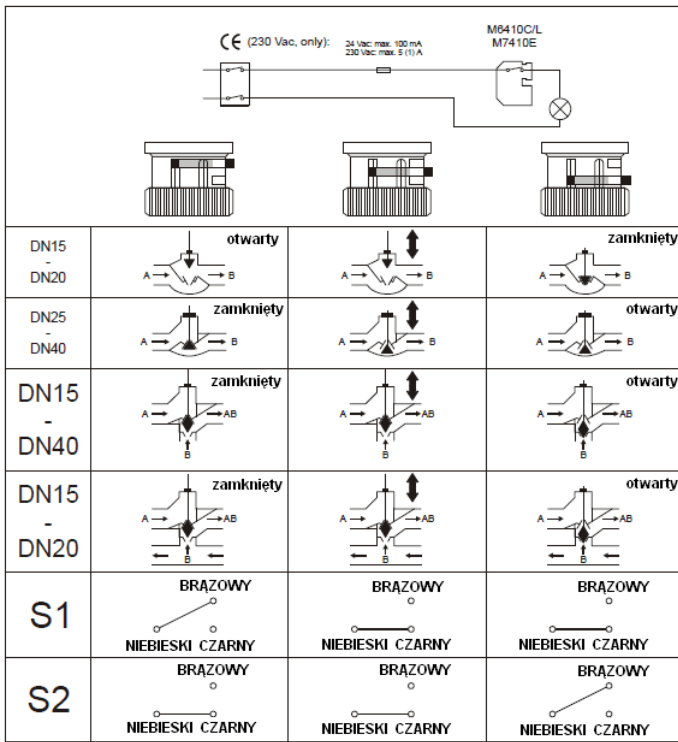 CE (230 Vac, only):
24 Vac: max. 100 mA
230 Vac: max. 5 (1) A
M6410C/L
M7410E
DN15
-
DN20
otwarty
A B
A B
zamknięty
A B
DN25
-
DN40
zamknięty
A B
A B
otwarty
A B
DN15
-
DN40
zamknięty
A AB
B
A AB
B
otwarty
A AB
B
DN15
-
DN20
zamknięty
A AB
B
A AB
B
otwarty
A AB
B
S1
BRĄZOWY
NIEBIESKI CZARNY
BRĄZOWY
NIEBIESKI CZARNY
BRĄZOWY
NIEBIESKI CZARNY
S2
BRĄZOWY
NIEBIESKI CZARNY
BRĄZOWY
NIEBIESKI CZARNY
BRĄZOWY
NIEBIESKI CZARNY